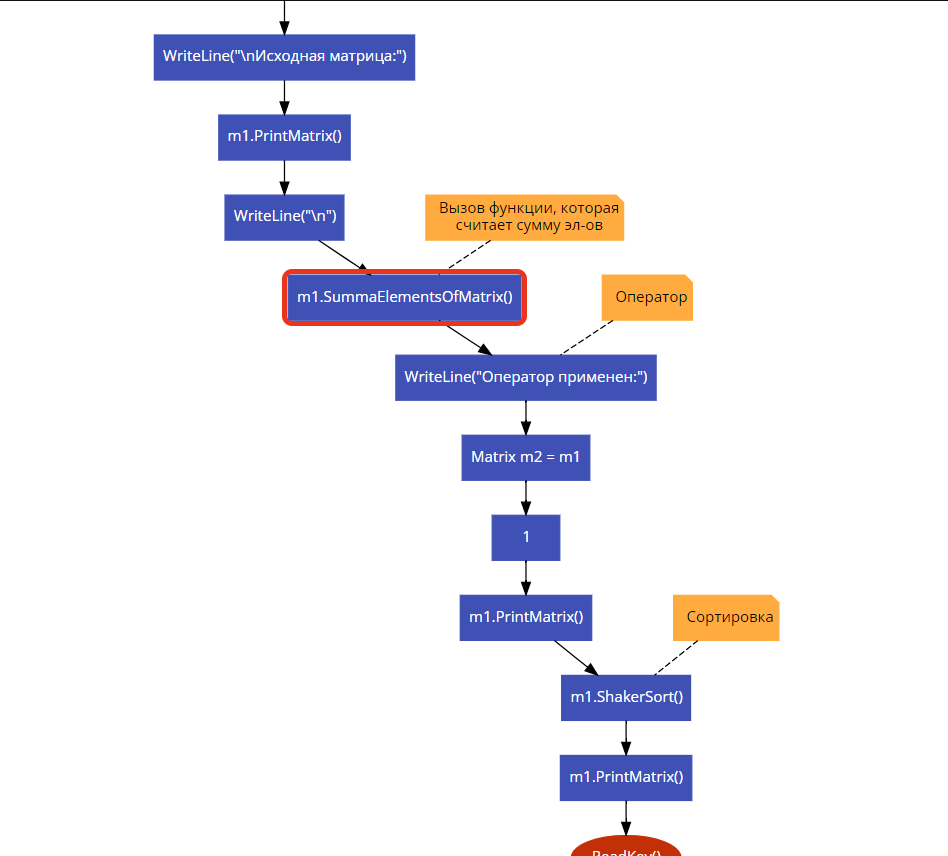 WriteLine("\nИсходная матрица:")
m1.PrintMatrix()
WriteLine("\n")
Вызов функции, которая
считает сумму эл-ов
m1.SummaElementsOfMatrix()
Оператор
WriteLine("Оператор применен:")
Matrix m2 = m1
1
m1.PrintMatrix()
Сортировка
m1.ShakerSort()
m1.PrintMatrix()
ReadKey()